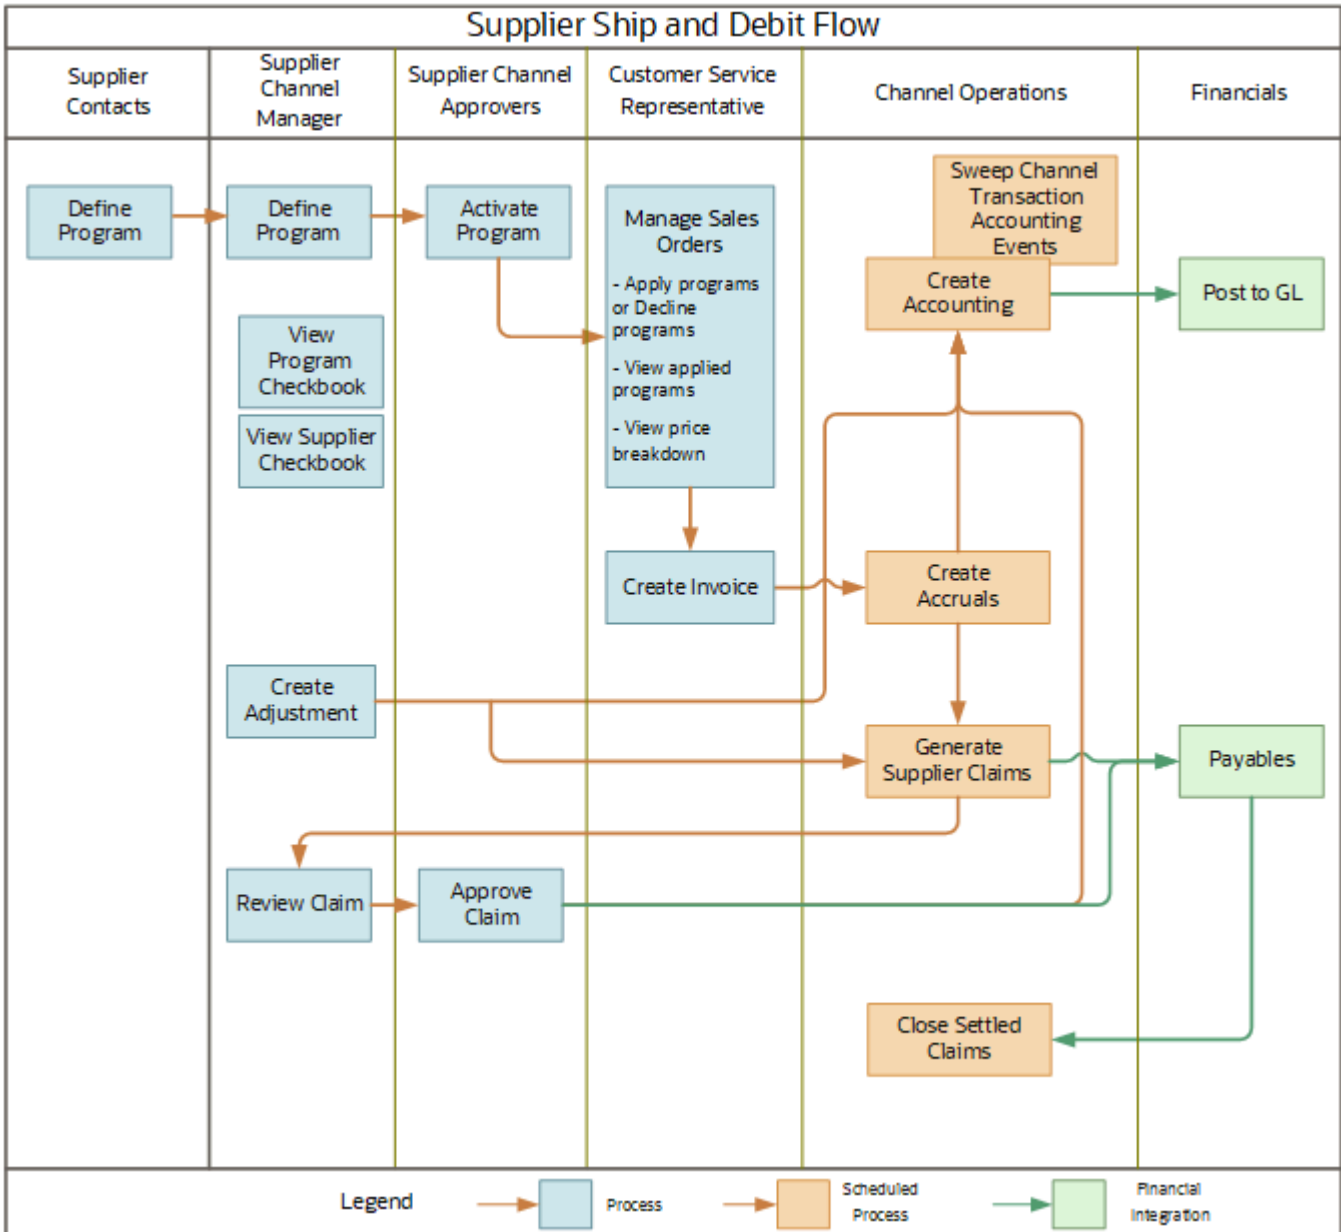 Supplier Ship and Debit Flow
Supplier
Contacts
Supplier
Channel
Manager
Supplier Channel
Approvers
Customer Service
Representative
Channel Operations
Financials
Define
Program
Define
Program
Activate
Program
Manage Sales
Orders
- Apply programs
or Decline
programs
- View applied
programs
- View price
breakdown
Sweep Channel
Transaction
Accounting
Events
Create
Accounting
Post to GL
View
Program
Checkbook
View Supplier
Checkbook
Create Invoice
Create
Accruals
Create
Adjustment
Generate
Supplier Claims
Payables
Review Claim
Approve
Claim
Close Settled
Claims
Legend
Process
Scheduled
Process
Financial
Integration